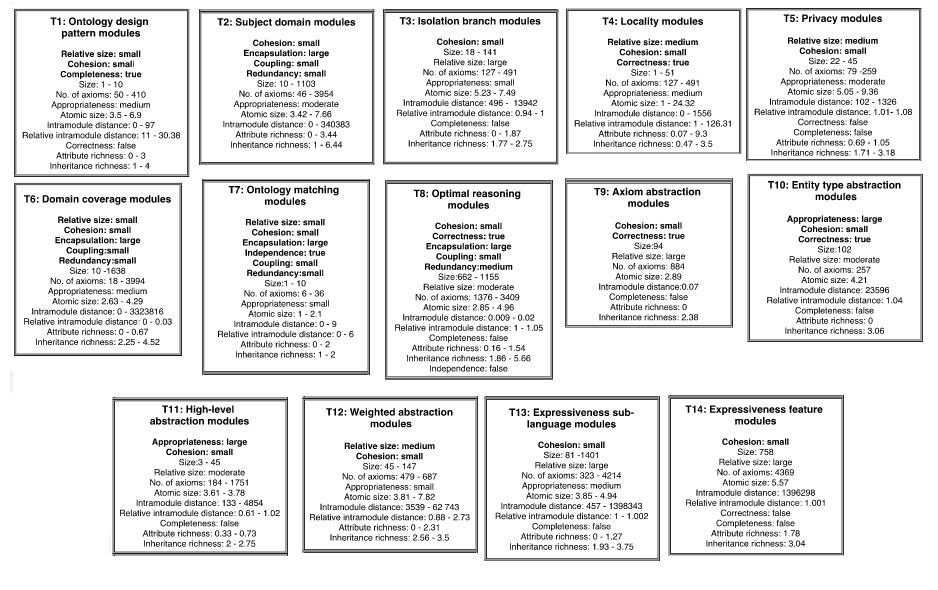 T1: Ontology design
pattern modules
Relative size: small
Cohesion: small
Completeness: true
Size: 1 - 10
No. of axioms: 50 - 410
Appropriateness: medium
Atomic size: 3.5 - 6.9
Intramodule distance: 0 - 97
Relative intramodule distance: 11 - 30.38
Correctness: false
Attribute richness: 0 - 3
Inheritance richness: 1 - 4
T2: Subject domain modules
Cohesion: small
Encapsulation: large
Coupling: small
Redundancy: small
Size: 10 - 1103
No. of axioms: 46 - 3954
Appropriateness: moderate
Atomic size: 3.42 - 7.66
Intramodule distance: 0 - 340383
Attribute richness: 0 - 3.44
Inheritance richness: 1 - 6.44
T3: Isolation branch modules
Cohesion: small
Size: 18 - 141
Relative size: large
No. of axioms: 127 - 491
Appropriateness: small
Atomic size: 5.23 - 7.49
Intramodule distance: 496 - 13942
Relative intramodule distance: 0.94 - 1
Completeness: false
Attribute richness: 0 - 1.87
Inheritance richness: 1.77 - 2.75
T4: Locality modules
Relative size: medium
Cohesion: small
Correctness: true
Size: 1 - 51
No. of axioms: 127 - 491
Appropriateness: medium
Atomic size: 1 - 24.32
Intramodule distance: 0 - 1556
Relative intramodule distance: 1 - 126.31
Completeness: false
Attribute richness: 0.07 - 9.3
Inheritance richness: 0.47 - 3.5
T5: Privacy modules
Relative size: medium
Cohesion: small
Size: 22 - 45
No. of axioms: 79 -259
Appropriateness: moderate
Atomic size: 5.05 - 9.36
Intramodule distance: 102 - 1326
Relative intramodule distance: 1.01- 1.08
Correctness: false
Completeness: false
Attribute richness: 0.69 - 1.05
Inheritance richness: 1.71 - 3.18
T6: Domain coverage modules
Relative size: small
Cohesion: small
Encapsulation: large
Coupling:small
Redundancy:small
Size: 10 -1638
No. of axioms: 18 - 3994
Appropriateness: medium
Atomic size: 2.63 - 4.29
Intramodule distance: 0 - 3323816
Relative intramodule distance: 0 - 0.03
Attribute richness: 0 - 0.67
Inheritance richness: 2.25 - 4.52
T7: Ontology matching
modules
Relative size: small
Cohesion: small
Encapsulation: large
Independence: true
Coupling: small
Redundancy:small
Size:1 - 10
No. of axioms: 6 - 36
Appropriateness: small
Atomic size: 1 - 2.1
Intramodule distance: 0 - 9
Relative intramodule distance: 0 - 6
Attribute richness: 0 - 2
Inheritance richness: 1 - 2
T8: Optimal reasoning
modules
Cohesion: small
Correctness: true
Encapsulation: large
Coupling: small
Redundancy:medium
Size:662 - 1155
Relative size: moderate
No. of axioms: 1376 - 3409
Atomic size: 2.85 - 4.96
Intramodule distance: 0.009 - 0.02
Completeness: false
Relative intramodule distance: 1 - 1.05
Attribute richness: 0.16 - 1.54
Inheritance richness: 1.86 - 5.66
Independence: false
T9: Axiom abstraction
modules
Cohesion: small
Correctness: true
Size:94
Relative size: large
No. of axioms: 884
Atomic size: 2.89
Intramodule distance:0.07
Completeness: false
Attribute richness: 0
Inheritance richness: 2.38
T10: Entity type abstraction
modules
Appropriateness: large
Cohesion: small
Correctness: true
Size:102
Relative size: moderate
No. of axioms: 257
Atomic size: 4.21
Intramodule distance: 23596
Relative intramodule distance: 1.04
Completeness: false
Attribute richness: 0
Inheritance richness: 3.06
T11: High-level
abstraction modules
Appropriateness: large
Cohesion: small
Size:3 - 45
Relative size: moderate
No. of axioms: 184 - 1751
Atomic size: 3.61 - 3.78
Intramodule distance: 133 - 4854
Relative intramodule distance: 0.61 - 1.02
Completeness: false
Attribute richness: 0.33 - 0.73
Inheritance richness: 2 - 2.75
T12: Weighted abstraction
modules
Relative size: medium
Cohesion: small
Size: 45 - 147
No. of axioms: 479 - 687
Appropriateness: small
Atomic size: 3.81 - 7.82
Intramodule distance: 3539 - 62 743
Relative intramodule distance: 0.88 - 2.73
Completeness: false
Attribute richness: 0 - 2.31
Inheritance richness: 2.56 - 3.5
T13: Expressiveness sub-
language modules
Cohesion: small
Size: 81 -1401
Relative size: large
No. of axioms: 323 - 4214
Appropriateness: medium
Atomic size: 3.85 - 4.94
Intramodule distance: 457 - 1398343
Relative intramodule distance: 1 - 1.002
Completeness: false
Attribute richness: 0 - 1.27
Inheritance richness: 1.93 - 3.75
T14: Expressiveness feature
modules
Cohesion: small
Size: 758
Relative size: large
No. of axioms: 4369
Atomic size: 5.57
Intramodule distance: 1396298
Relative intramodule distance: 1.001
Correctness: false
Completeness: false
Attribute richness: 1.78
Inheritance richness: 3.04